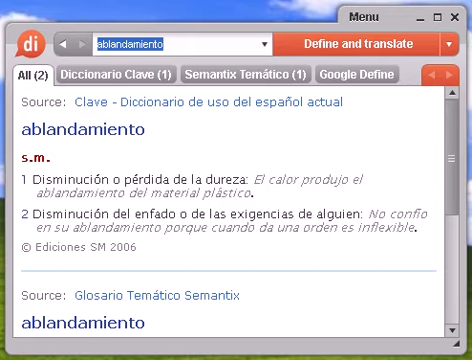 Menu
di
ablandamiento
Define and translate
All (2)
Diccionario Clave (1)
Semantix Temático (1)
Google Define
Source: Clave - Diccionario de uso del español actual
ablandamiento
s.m.
1 Disminución o pérdida de la dureza: El calor produjo el
ablandamiento del material plástico.
2 Disminución del enfado o de las exigencias de alguien: No confío
en su ablandamiento porque cuando da una orden es inflexible.
© Ediciones SM 2006
Source: Glosario Temático Semantix
ablandamiento